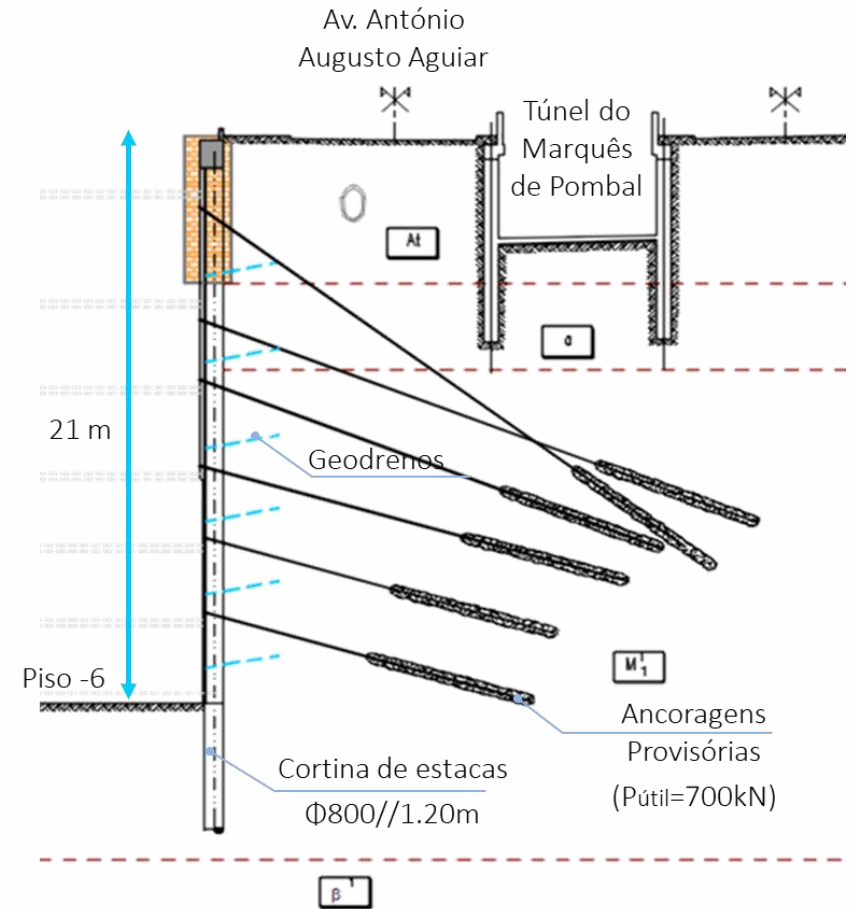 Av. António
Augusto Aguiar
Túnel do
Marquês
de Pombal
At
a
21 m
Geodrenos
Piso -6
M¹₁
Ancoragens
Provisórias
(Pútil=700kN)
Cortina de estacas
Φ800//1.20m
β¹